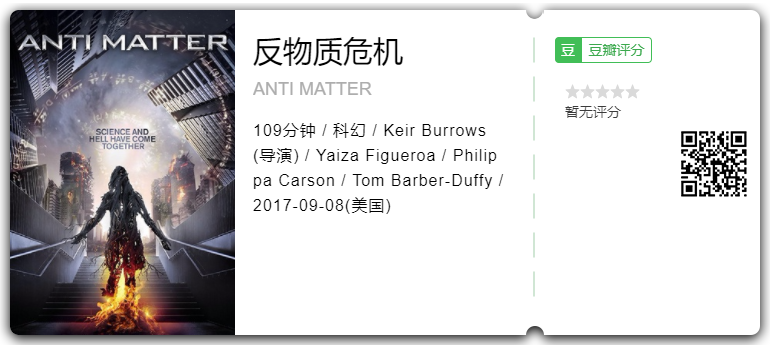 ANTI MATTER
SCIENCE AND
HELL HAVE COME
TOGETHER
反物质危机
ANTI MATTER
109分钟 / 科幻 / Keir Burrows
(导演) / Yaiza Figueroa / Philip
pa Carson / Tom Barber-Duffy /
2017-09-08(美国)
豆 豆瓣评分
暂无评分